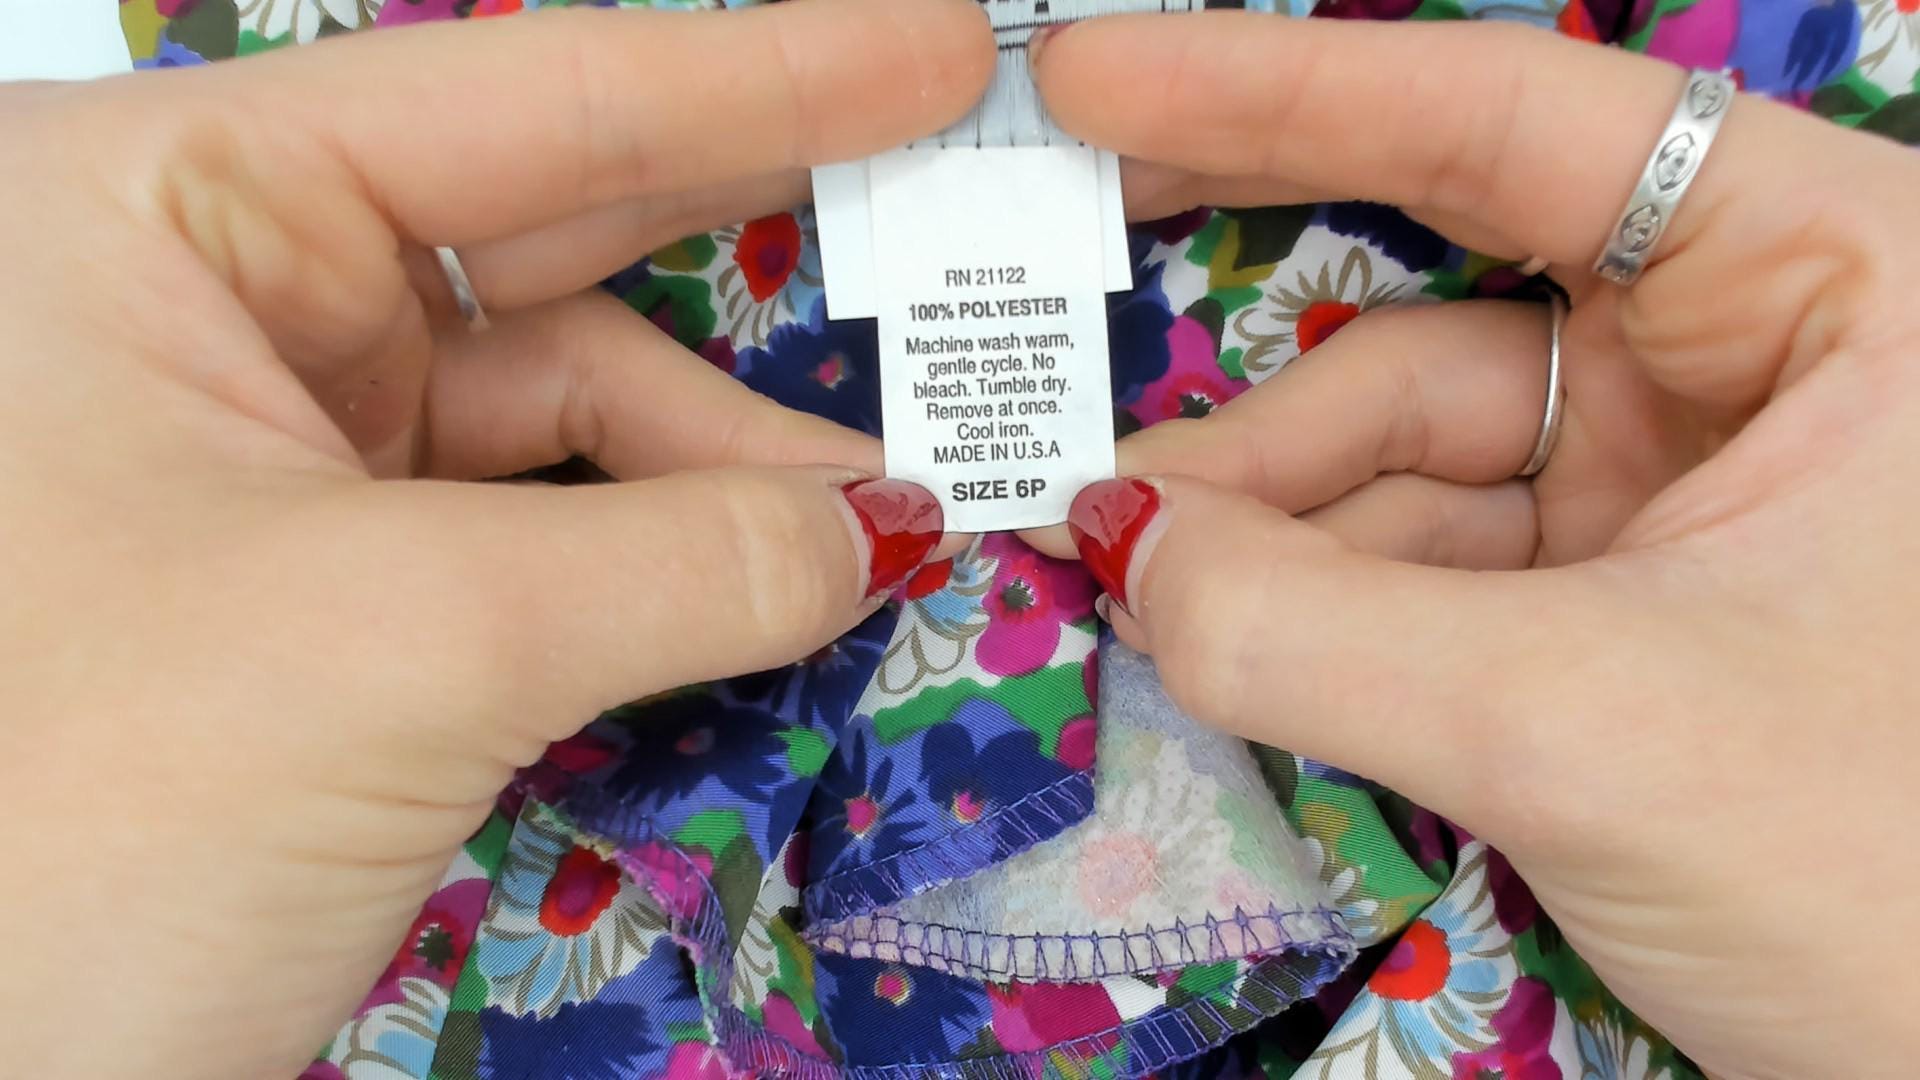 RN 21122
100% POLYESTER
Machine wash warm,
gentle cycle. No
bleach. Tumble dry.
Remove at once.
Cool iron.
MADE IN U.S.A
SIZE 6P